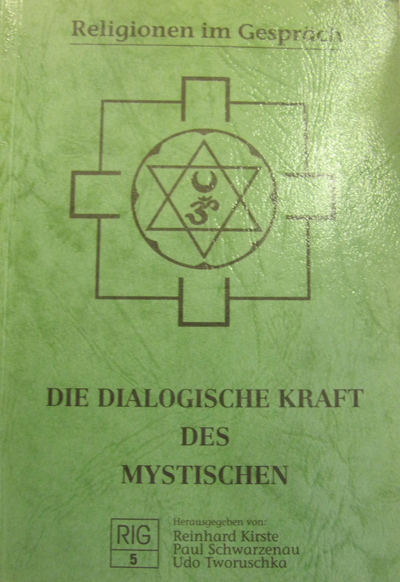 Religionen im Gespräch
ॐ
DIE DIALOGISCHE KRAFT
DES
MYSTISCHEN
RIG
5
Herausgegeben von:
Reinhard Kirste
Paul Schwarzenau
Udo Tworuschka